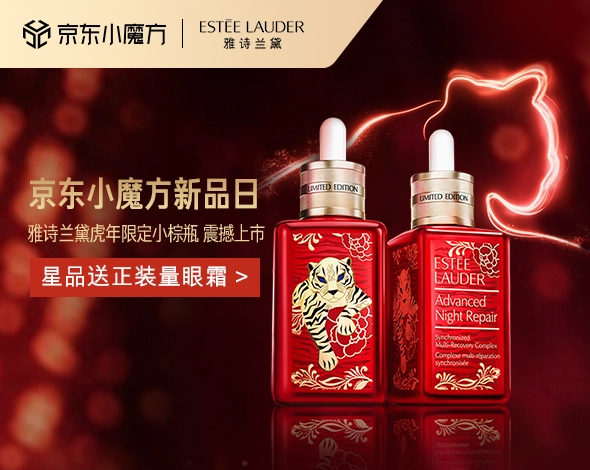 京东小魔方
ESTĒE LAUDER
雅诗兰黛
京东小魔方新品日
雅诗兰黛虎年限定小棕瓶 震撼上市
星品送正装量眼霜 >
LIMITED EDITION
LIMITED EDITION
ESTĒE
LAUDER
Advanced
Night Repair
Synchronized
Multi-Recovery Complex
Complexe multi-réparation
synchronisée